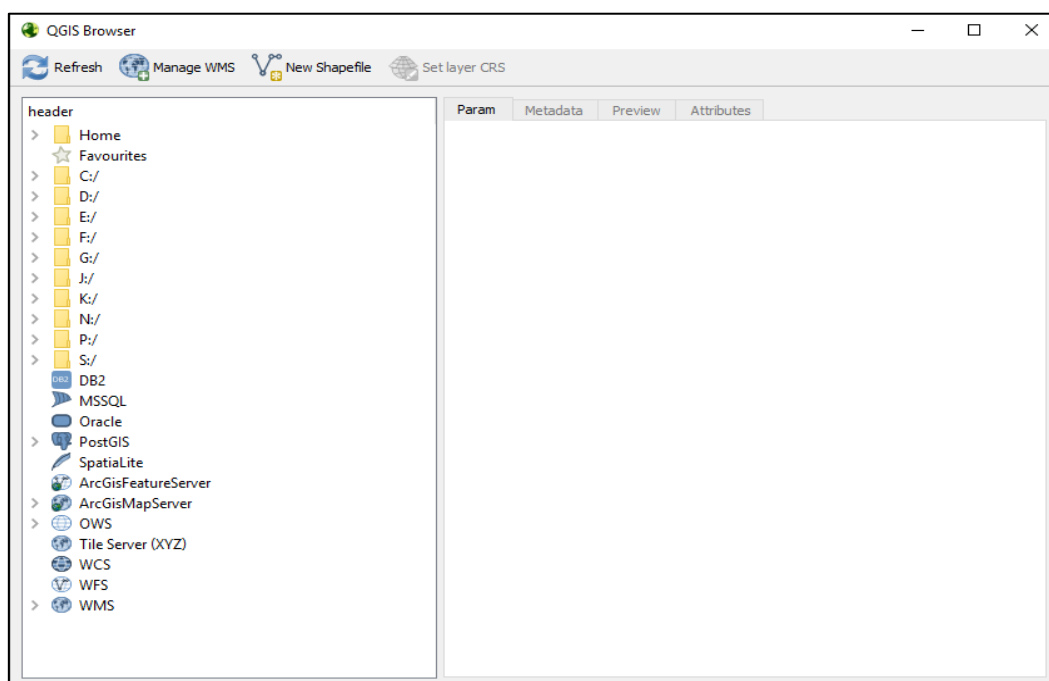 QGIS Browser
Refresh Manage WMS New Shapefile Set layer CRS
header
Param Metadata Preview Attributes
Home
Favourites
C:/
D:/
E:/
F:/
G:/
J:/
K:/
N:/
P:/
S:/
DB2 DB2
MSSQL
Oracle
PostGIS
SpatiaLite
ArcGisFeatureServer
ArcGisMapServer
OWS
Tile Server (XYZ)
WCS
WFS
WMS